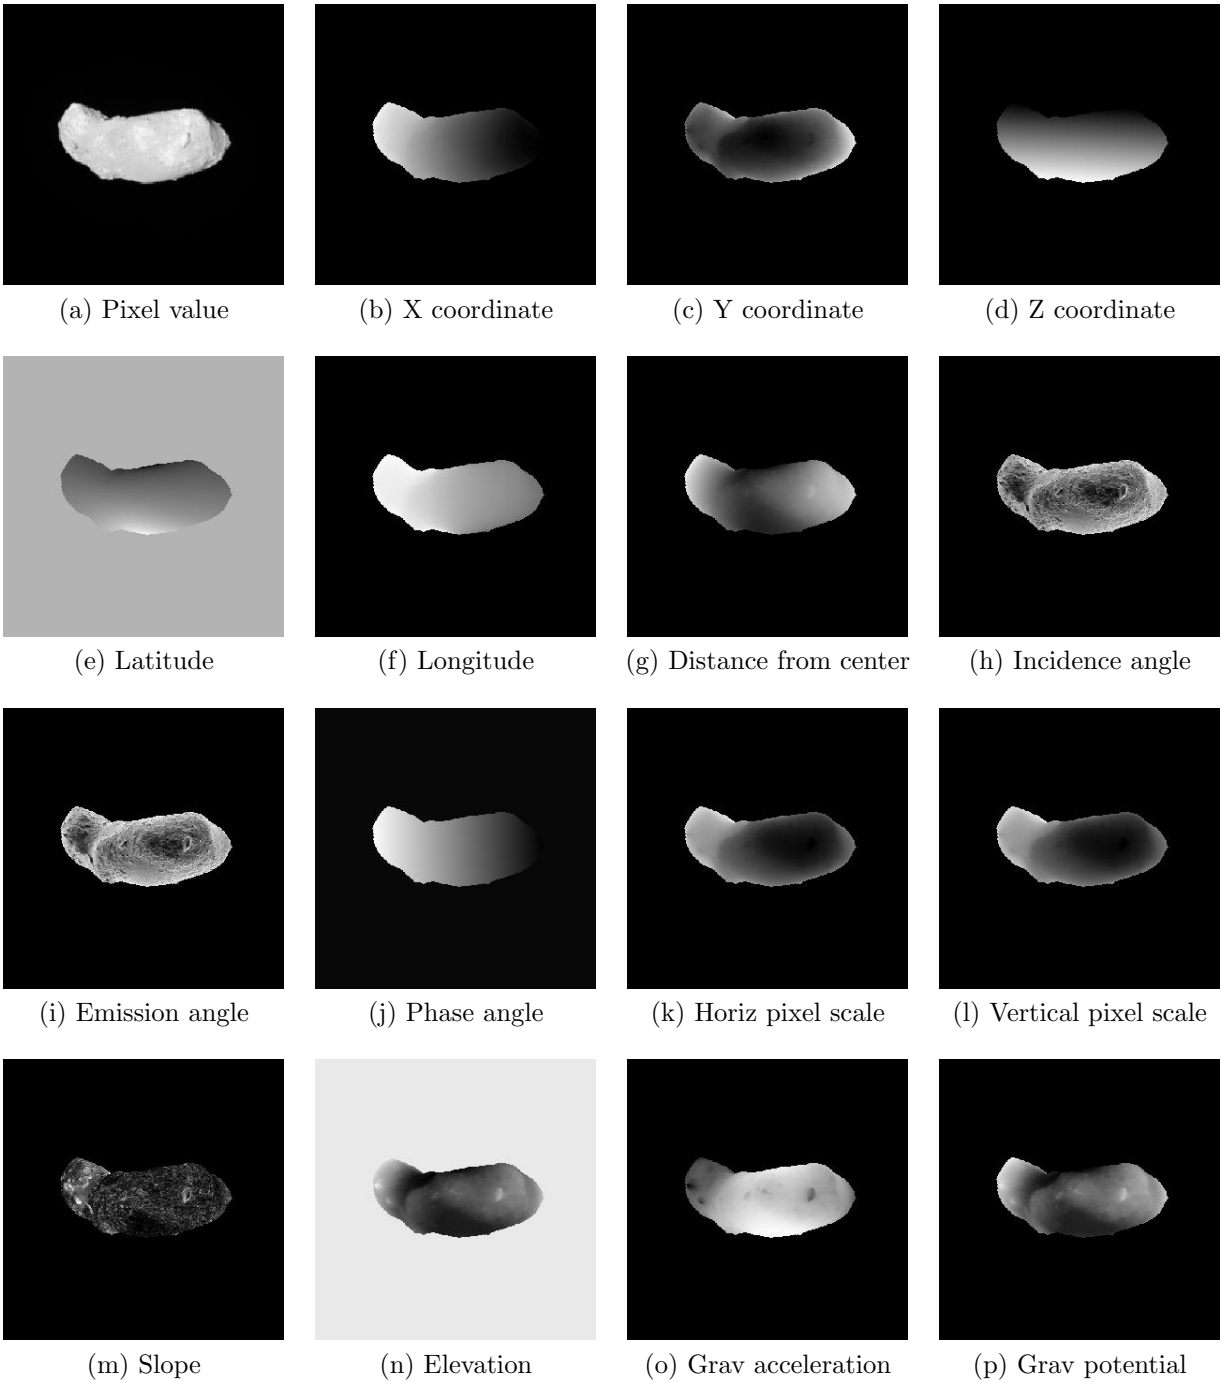 (a) Pixel value
(b) X coordinate
(c) Y coordinate
(d) Z coordinate
(e) Latitude
(f) Longitude
(g) Distance from center
(h) Incidence angle
(i) Emission angle
(j) Phase angle
(k) Horiz pixel scale
(l) Vertical pixel scale
(m) Slope
(n) Elevation
(o) Grav acceleration
(p) Grav potential